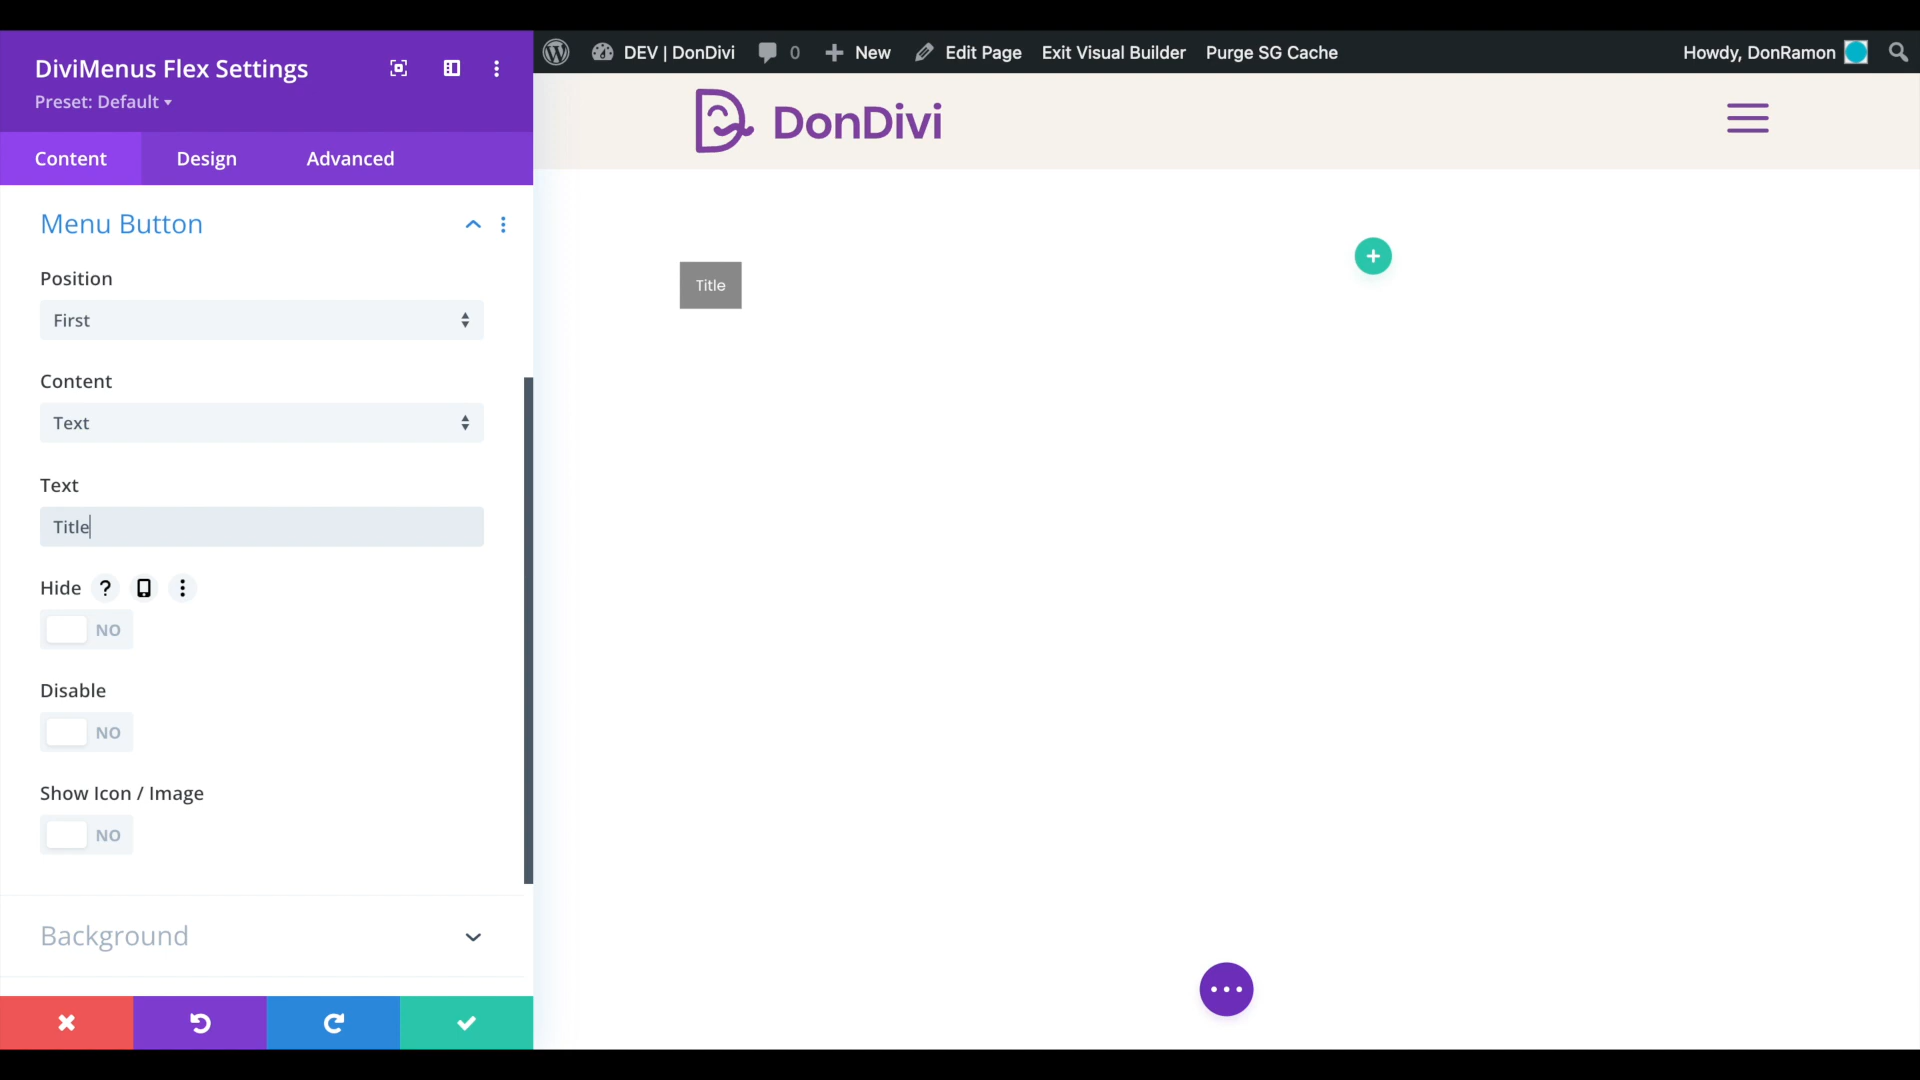 DiviMenus Flex Settings
Preset: Default
Content Design Advanced
Menu Button
Position
First
Content
Text
Text
Title
Hide ?
NO
Disable
NO
Show Icon / Image
NO
Background
DEV | DonDivi 0 New Edit Page Exit Visual Builder Purge SG Cache Howdy, DonRamon
DonDivi
Title